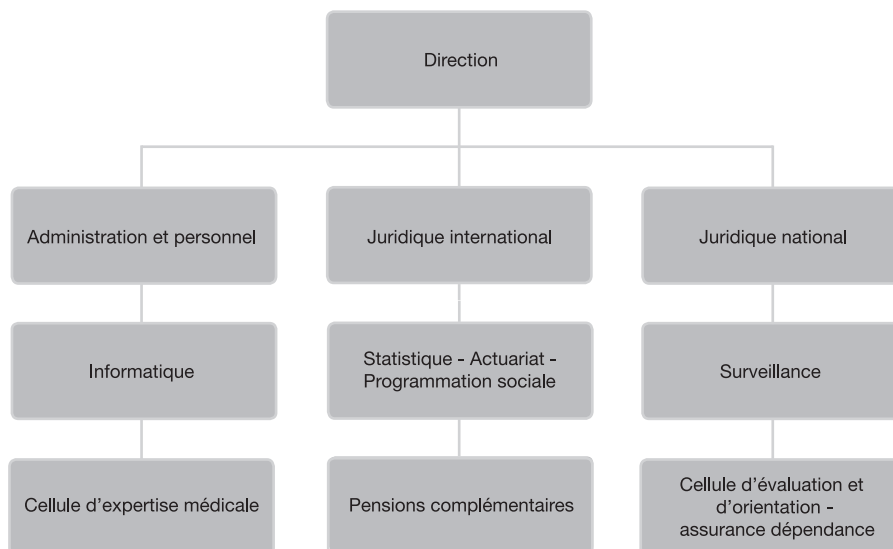 Direction
Administration et personnel
Juridique international
Juridique national
Informatique
Statistique - Actuariat -
Programmation sociale
Surveillance
Cellule d'expertise médicale
Pensions complémentaires
Cellule d'évaluation et
d'orientation -
assurance dépendance